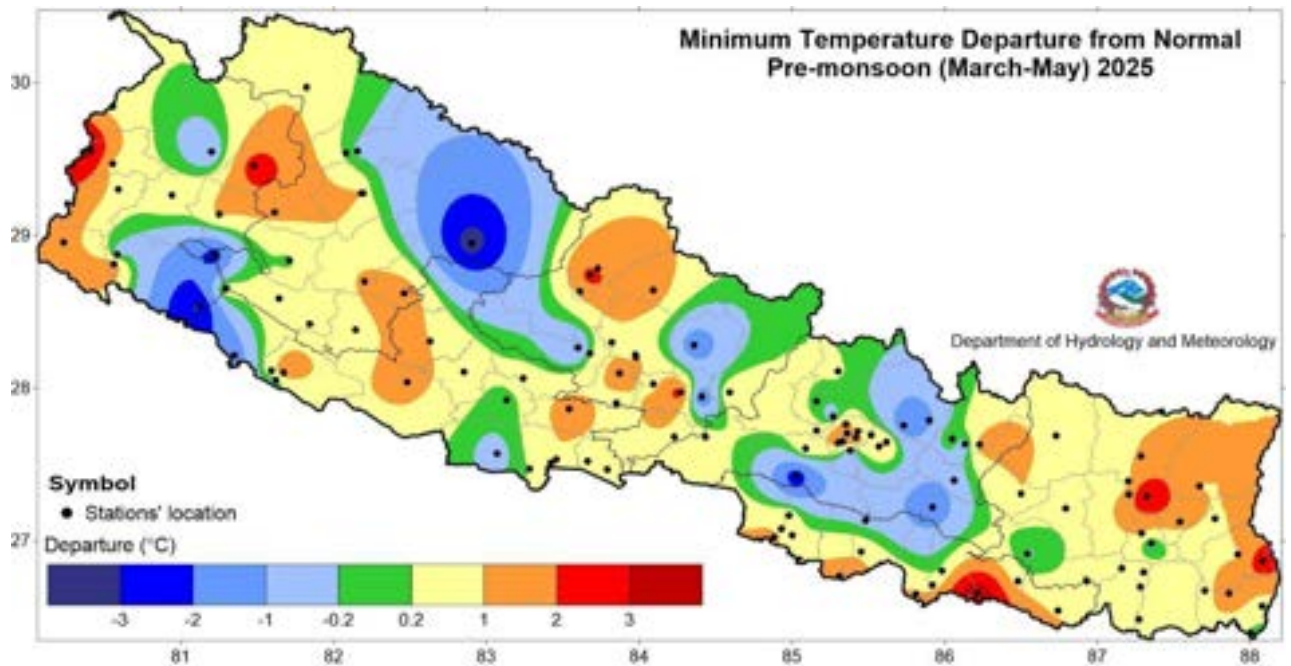 Minimum Temperature Departure from Normal
Pre-monsoon (March-May) 2025
30
29
28
27
Department of Hydrology and Meteorology
Symbol
Stations' location
Departure (°C)
-3 -2 -1 -0.2 0.2 1 2 3
81 82 83 84 85 86 87 88